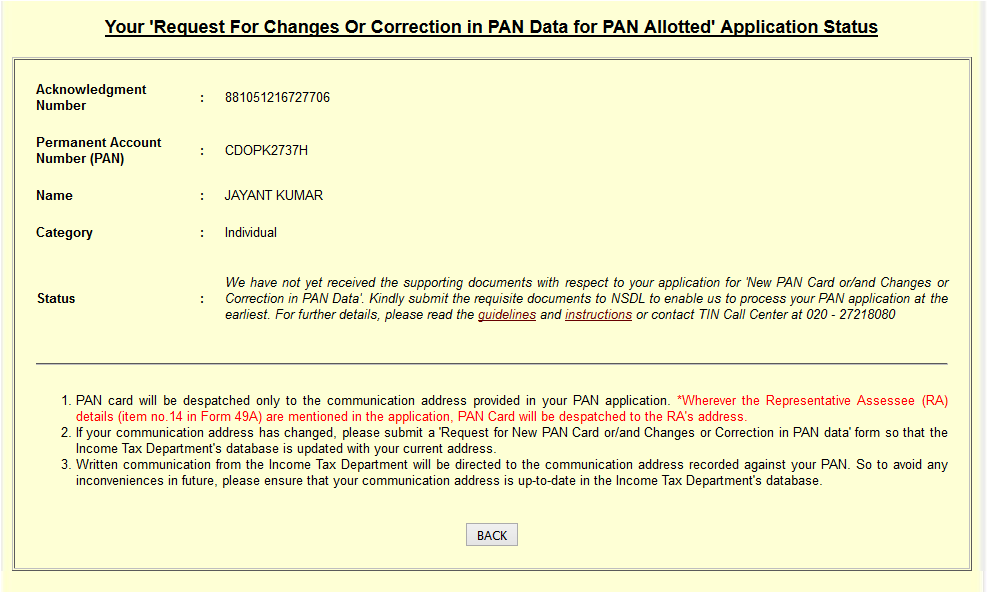 Your 'Request For Changes Or Correction in PAN Data for PAN Allotted' Application Status
Acknowledgment
Number : 881051216727706
Permanent Account
Number (PAN) : CDOPK2737H
Name : JAYANT KUMAR
Category : Individual
We have not yet received the supporting documents with respect to your application for 'New PAN Card or/and Changes or
Status : Correction in PAN Data'. Kindly submit the requisite documents to NSDL to enable us to process your PAN application at the
earliest. For further details, please read the guidelines and instructions or contact TIN Call Center at 020 - 27218080
1. PAN card will be despatched only to the communication address provided in your PAN application. *Wherever the Representative Assessee (RA)
details (item no.14 in Form 49A) are mentioned in the application, PAN Card will be despatched to the RA's address.
2. If your communication address has changed, please submit a 'Request for New PAN Card or/and Changes or Correction in PAN data' form so that the
Income Tax Department's database is updated with your current address.
3. Written communication from the Income Tax Department will be directed to the communication address recorded against your PAN. So to avoid any
inconveniences in future, please ensure that your communication address is up-to-date in the Income Tax Department's database.
BACK